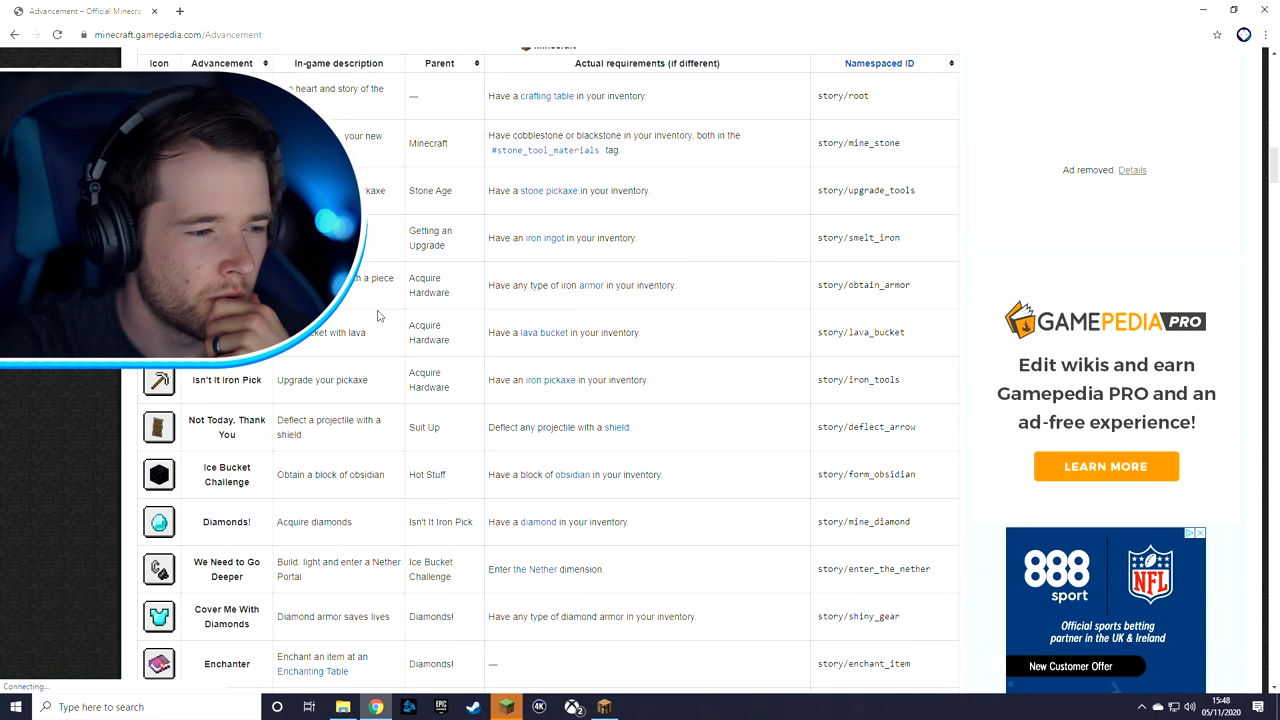 Advancement – Official Minecra
minecraft.gamepedia.com/Advancement
Minecraft
Icon Advancement In-game description Parent Actual requirements (if different) Namespaced ID
heart and story of the — Have a crafting table in your inventory. story/root
your new Minecraft Have cobblestone or blackstone in your inventory, both in the story/mine_stone
#stone_tool_materials tag.
Stone Age Have a stone pickaxe in your inventory. story/upgrade_tools
Getting an
Upgrade Have an iron ingot in your inventory. story/smelt_iron
a piece Acquire
Hardware Have any type of iron armor in your inventory. story/obtain_armor
with lava Acquire
Hardware Have a lava bucket in your inventory. story/lava_bucket
Isn't It Iron Pick Upgrade your pickaxe Acquire
Hardware Have an iron pickaxe in your inventory. story/iron_tools
Not Today, Thank
You Deflect a projectile with a
shield Suit Up Deflect any projectile with a shield. story/deflect_arrow
Ice Bucket
Challenge Obtain a block of obsidian Hot Stuff Have a block of obsidian in your inventory. story/form_obsidian
Diamonds! Acquire diamonds Isn't It Iron Pick Have a diamond in your inventory. story/mine_diamond
We Need to Go
Deeper Build, light and enter a Nether
Portal Ice Bucket
Challenge Enter the Nether dimension. story/enter_the_nether
Cover Me With
Diamonds Diamond armor saves lives Diamonds! Have any type of diamond armor in your inventory. story/shiny_gear
Enchanter Enchant an item at an
Enchanting Table Diamonds! — story/enchant_item
Ad removed. Details
GAMEPEDIA PRO
Edit wikis and earn
Gamepedia PRO and an
ad-free experience!
LEARN MORE
888
sport
NFL
Official sports betting
partner in the UK & Ireland
New Customer Offer
Connecting...
Type here to search
EPIC
GAMES
4K
2
15:48
05/11/2020